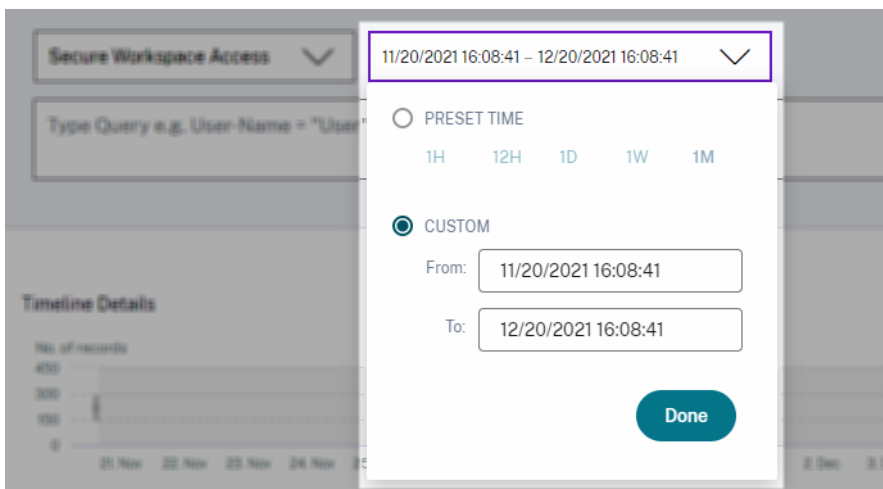 Secure Workspace Access
11/20/2021 16:08:41 – 12/20/2021 16:08:41
Type Query e.g. User-Name = "User"
PRESET TIME
1H 12H 1D 1W 1M
CUSTOM
From: 11/20/2021 16:08:41
To: 12/20/2021 16:08:41
Done
Timeline Details
No. of records
450
300
150
0
21. Nov 22. Nov 23. Nov 24. Nov 2. Dec